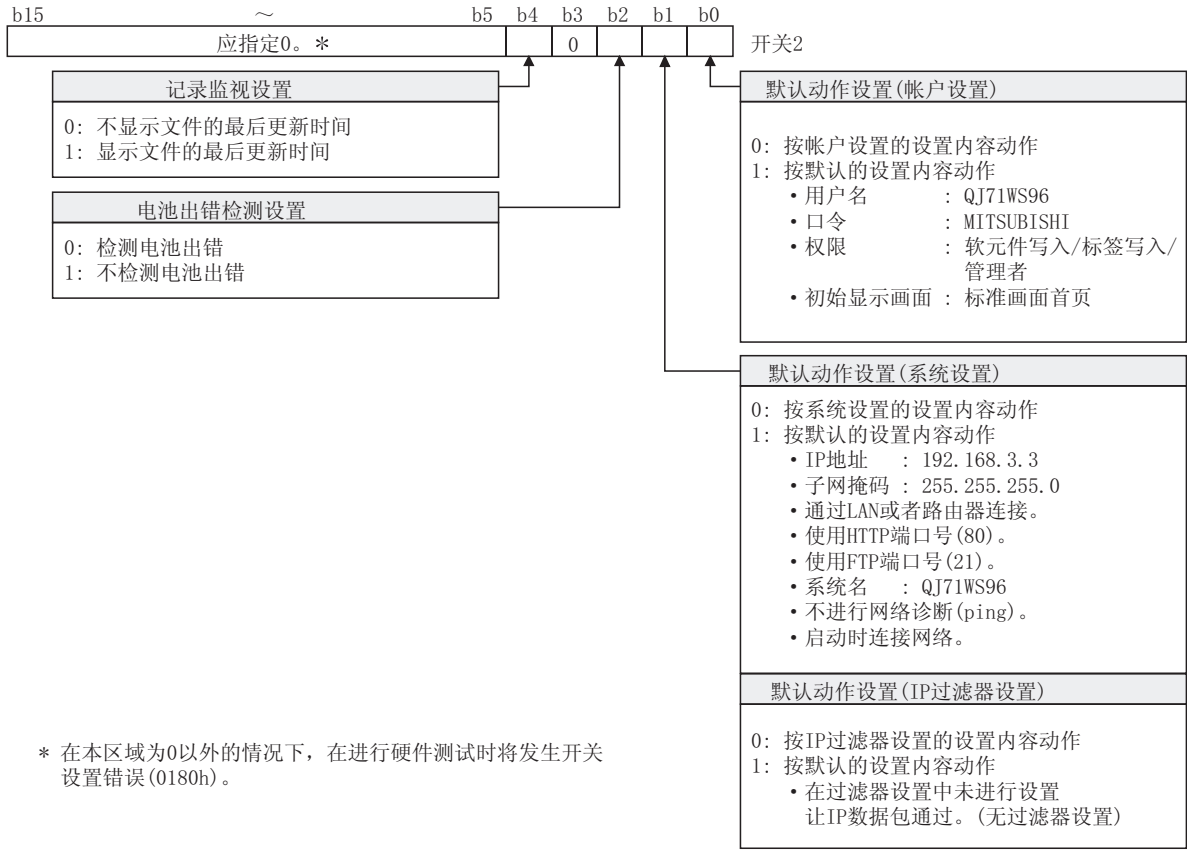 b15 ～ b5 b4 b3 b2 b1 b0
应指定0。* 0 开关2
记录监视设置
0: 不显示文件的最后更新时间
1: 显示文件的最后更新时间
电池出错检测设置
0: 检测电池出错
1: 不检测电池出错
默认动作设置(帐户设置)
0: 按帐户设置的设置内容动作
1: 按默认的设置内容动作
・用户名 : QJ71WS96
・口令 : MITSUBISHI
・权限 : 软元件写入/标签写入/
管理者
・初始显示画面 : 标准画面首页
默认动作设置(系统设置)
0: 按系统设置的设置内容动作
1: 按默认的设置内容动作
・IP地址 : 192.168.3.3
・子网掩码 : 255.255.255.0
・通过LAN或者路由器连接。
・使用HTTP端口号(80)。
・使用FTP端口号(21)。
・系统名 : QJ71WS96
・不进行网络诊断(ping)。
・启动时连接网络。
默认动作设置(IP过滤器设置)
0: 按IP过滤器设置的设置内容动作
1: 按默认的设置内容动作
・在过滤器设置中未进行设置
让IP数据包通过。(无过滤器设置)
* 在本区域为0以外的情况下，在进行硬件测试时将发生开关
设置错误(0180h)。